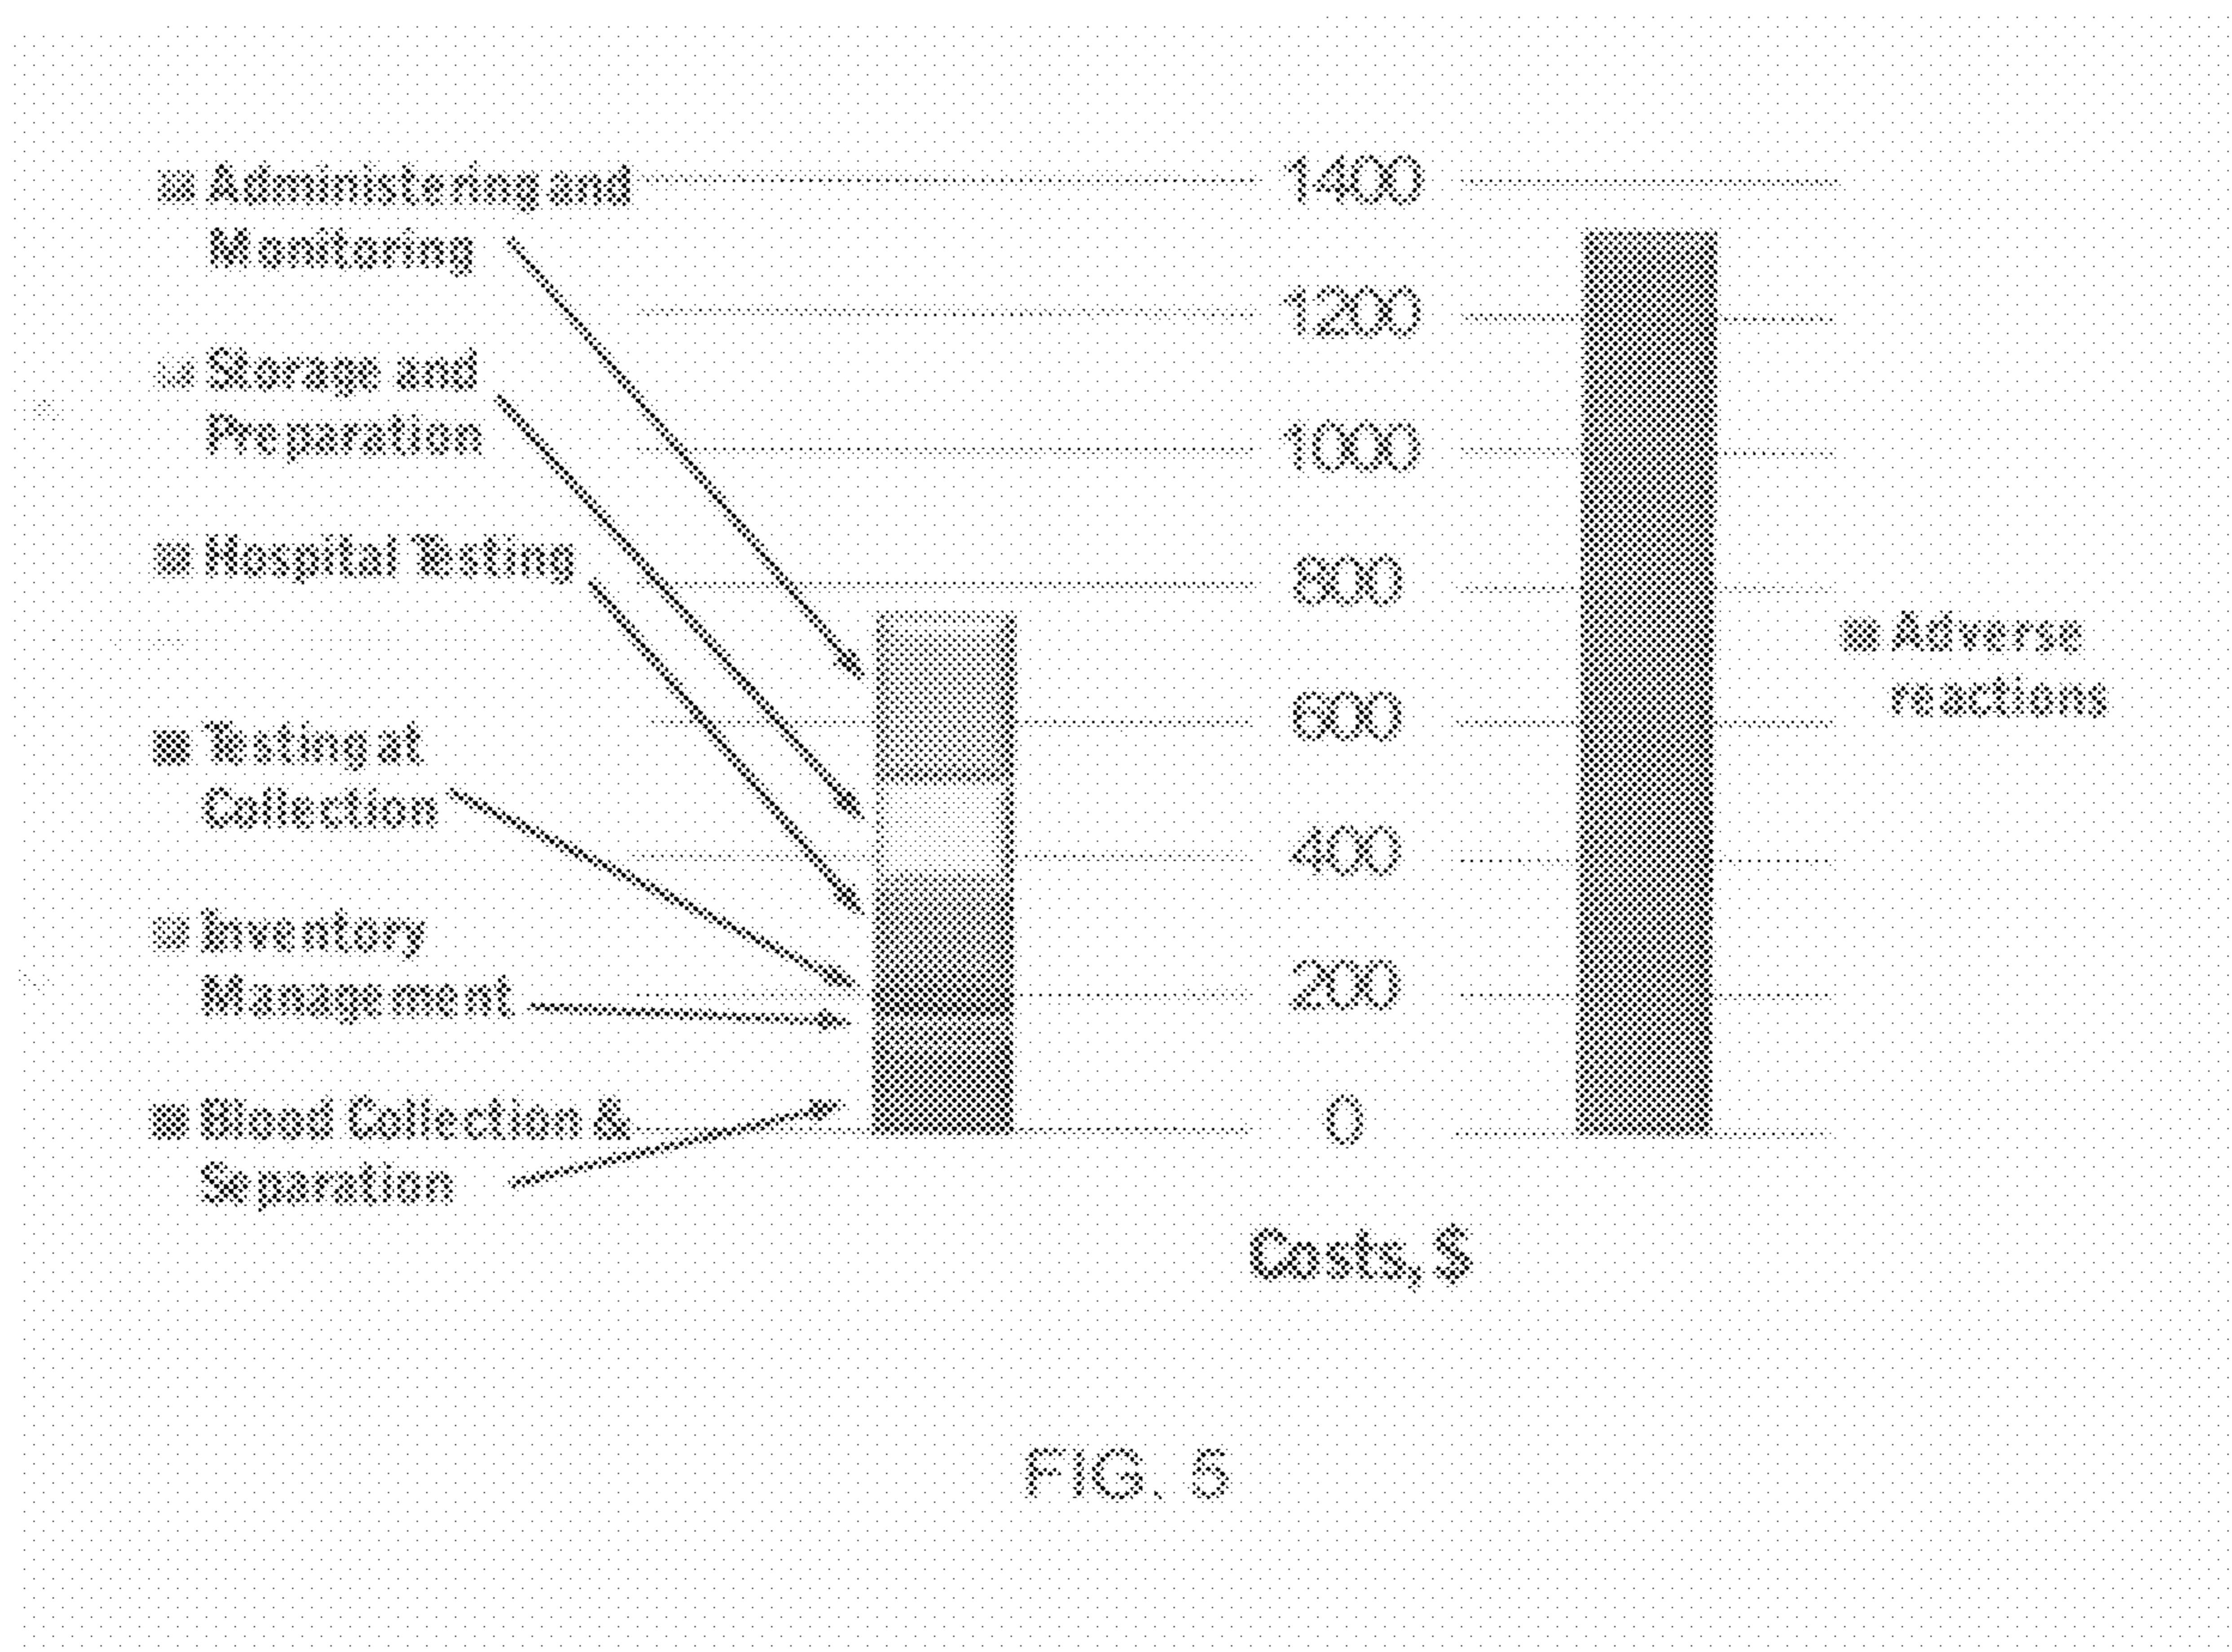 Administering and
Monitoring
Storage and
Preparation
Hospital Testing
Testing at
Collection
Inventory
Management
Blood Collection &
Separation
1400
1200
1000
800
600
400
200
0
Costs, $
Adverse
reactions
FIG. 5